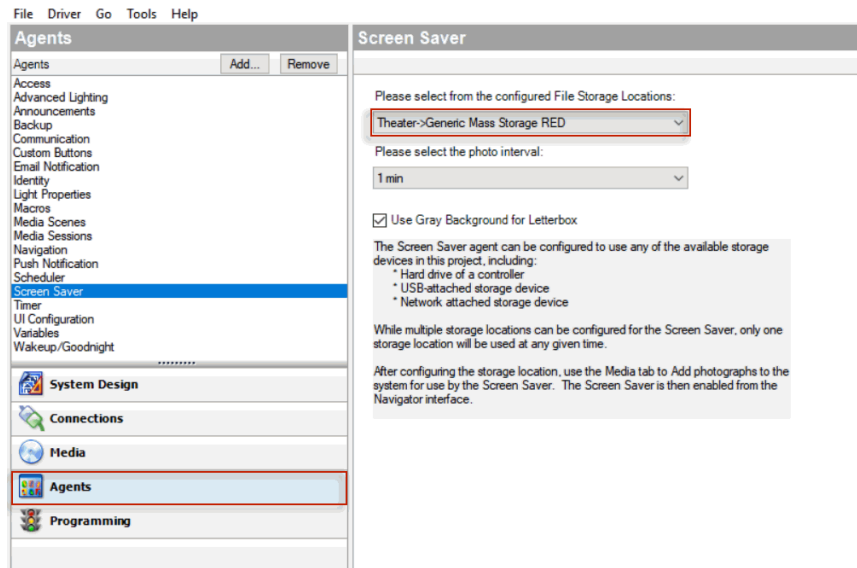 File Driver Go Tools Help
Agents
Agents Add... Remove
Access
Advanced Lighting
Announcements
Backup
Communication
Custom Buttons
Email Notification
Identity
Light Properties
Macros
Media Scenes
Media Sessions
Navigation
Push Notification
Scheduler
Screen Saver
Timer
UI Configuration
Variables
Wakeup/Goodnight
System Design
Connections
Media
Agents
Programming
Screen Saver
Please select from the configured File Storage Locations:
Theater->Generic Mass Storage RED
Please select the photo interval:
1 min
Use Gray Background for Letterbox
The Screen Saver agent can be configured to use any of the available storage
devices in this project, including:
* Hard drive of a controller
* USB-attached storage device
* Network attached storage device
While multiple storage locations can be configured for the Screen Saver, only one
storage location will be used at any given time.
After configuring the storage location, use the Media tab to Add photographs to the
system for use by the Screen Saver. The Screen Saver is then enabled from the
Navigator interface.